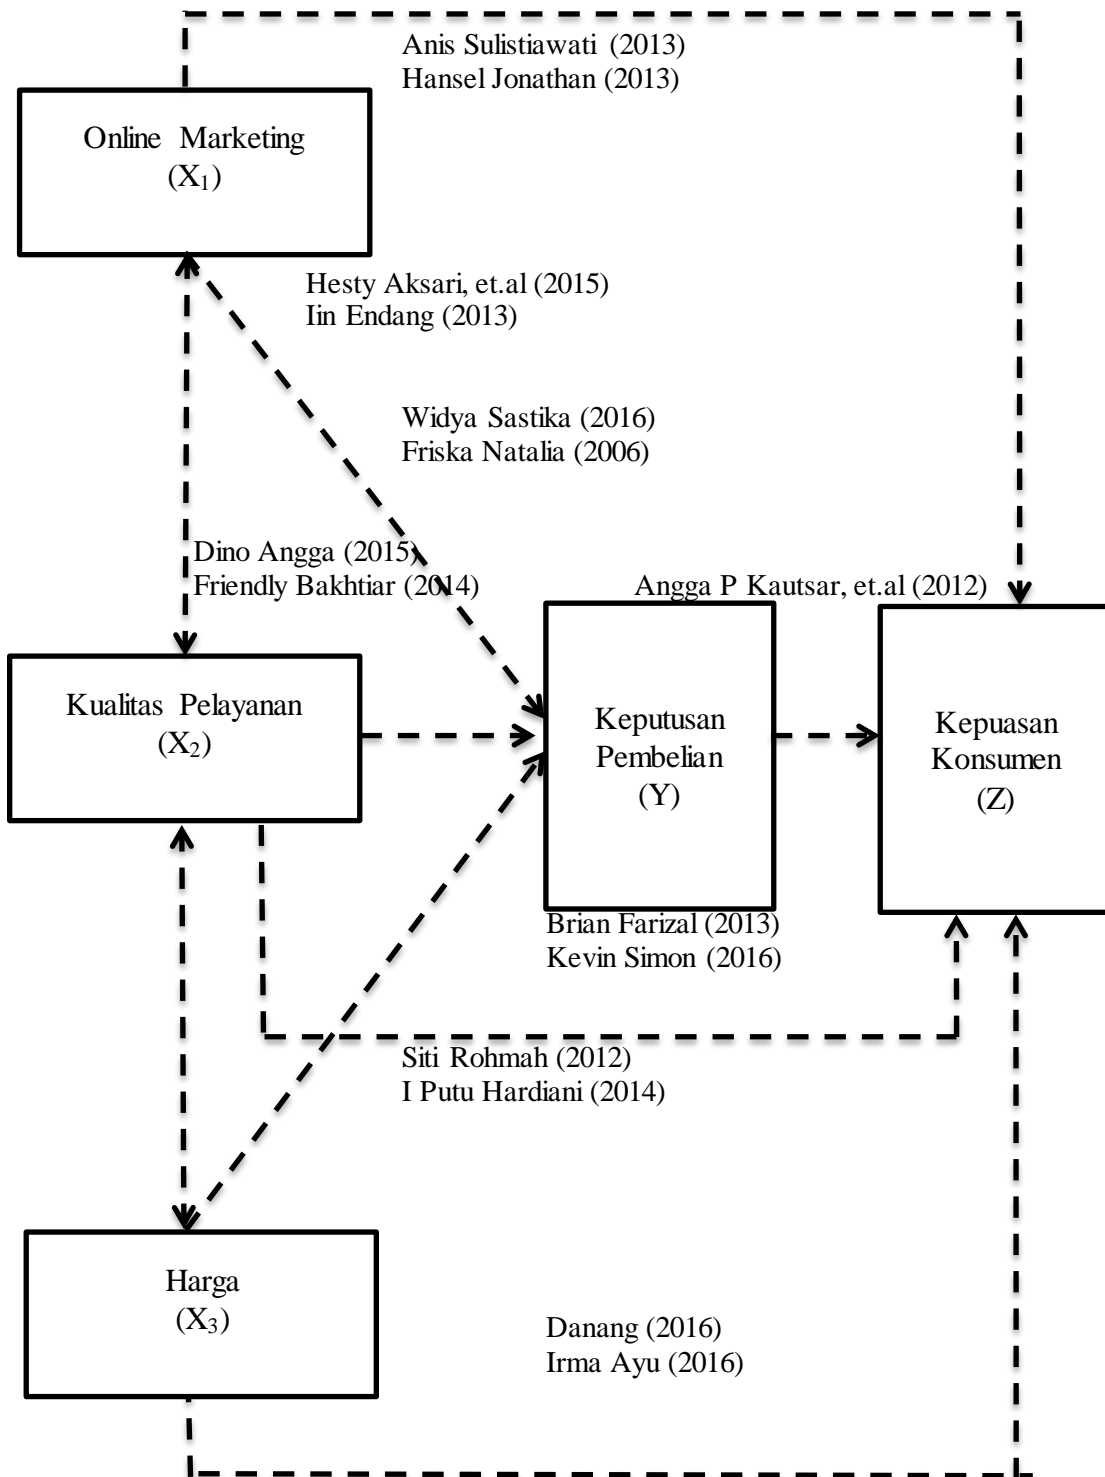 Anis Sulistiawati (2013)
Hansel Jonathan (2013)
Online Marketing
(X₁)
Hesty Aksari, et.al (2015)
Iin Endang (2013)
Widya Sastika (2016)
Friska Natalia (2006)
Dino Angga (2015)
Friendly Bakhtiar (2014)
Angga P Kautsar, et.al (2012)
Kualitas Pelayanan
(X₂)
Keputusan
Pembelian
(Y)
Kepuasan
Konsumen
(Z)
Brian Farizal (2013)
Kevin Simon (2016)
Siti Rohmah (2012)
I Putu Hardiani (2014)
Harga
(X₃)
Danang (2016)
Irma Ayu (2016)